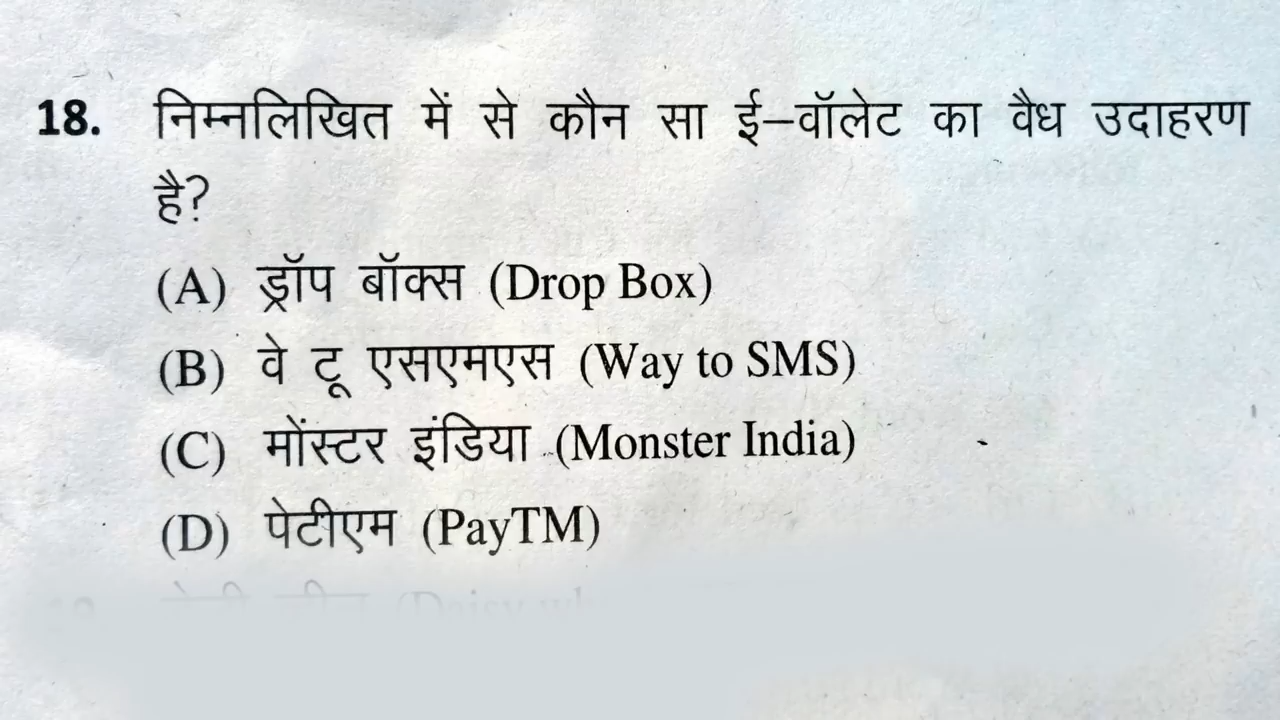 18. निम्नलिखित में से कौन सा ई–वॉलेट का वैध उदाहरण
है?
(A) ड्रॉप बॉक्स (Drop Box)
(B) वे टू एसएमएस (Way to SMS)
(C) मोंस्टर इंडिया (Monster India)
(D) पेटीएम (PayTM)